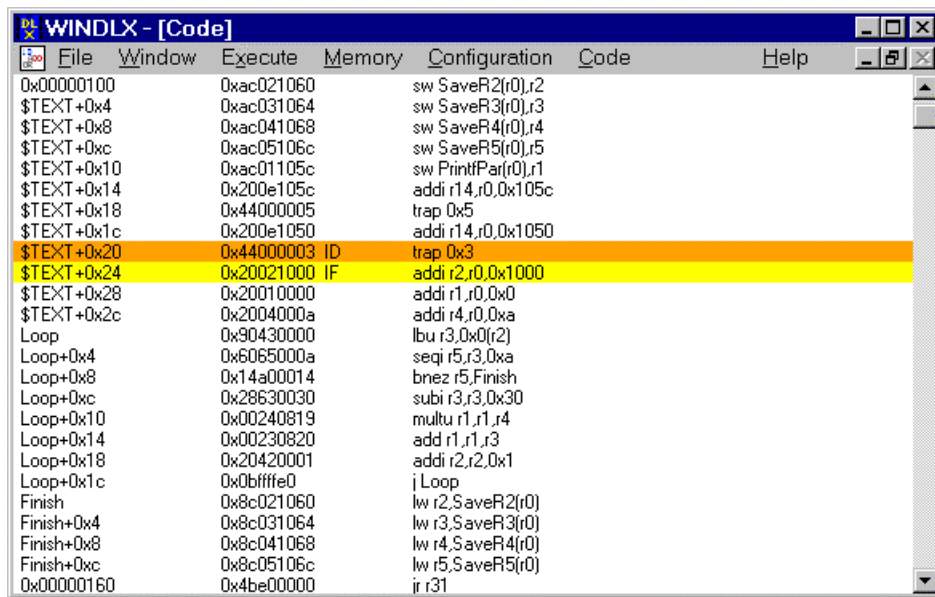 WINDLX - [Code]
File Window Execute Memory Configuration Code Help
0x00000100 0xac021060 sw SaveR2(r0),r2
$TEXT+0x4 0xac031064 sw SaveR3(r0),r3
$TEXT+0x8 0xac041068 sw SaveR4(r0),r4
$TEXT+0xc 0xac05106c sw SaveR5(r0),r5
$TEXT+0x10 0xac01105c sw PrintfPar(r0),r1
$TEXT+0x14 0x200e105c addi r14,r0,0x105c
$TEXT+0x18 0x44000005 trap 0x5
$TEXT+0x1c 0x200e1050 addi r14,r0,0x1050
$TEXT+0x20 0x44000003 ID trap 0x3
$TEXT+0x24 0x20021000 IF addi r2,r0,0x1000
$TEXT+0x28 0x20010000 addi r1,r0,0x0
$TEXT+0x2c 0x2004000a addi r4,r0,0xa
Loop 0x90430000 lbu r3,0x0(r2)
Loop+0x4 0x6065000a seqi r5,r3,0xa
Loop+0x8 0x14a00014 bnez r5,Finish
Loop+0xc 0x28630030 subi r3,r3,0x30
Loop+0x10 0x00240819 multu r1,r1,r4
Loop+0x14 0x00230820 add r1,r1,r3
Loop+0x18 0x20420001 addi r2,r2,0x1
Loop+0x1c 0x0bffffe0 j Loop
Finish 0x8c021060 lw r2,SaveR2(r0)
Finish+0x4 0x8c031064 lw r3,SaveR3(r0)
Finish+0x8 0x8c041068 lw r4,SaveR4(r0)
Finish+0xc 0x8c05106c lw r5,SaveR5(r0)
0x00000160 0x4be00000 jr r31